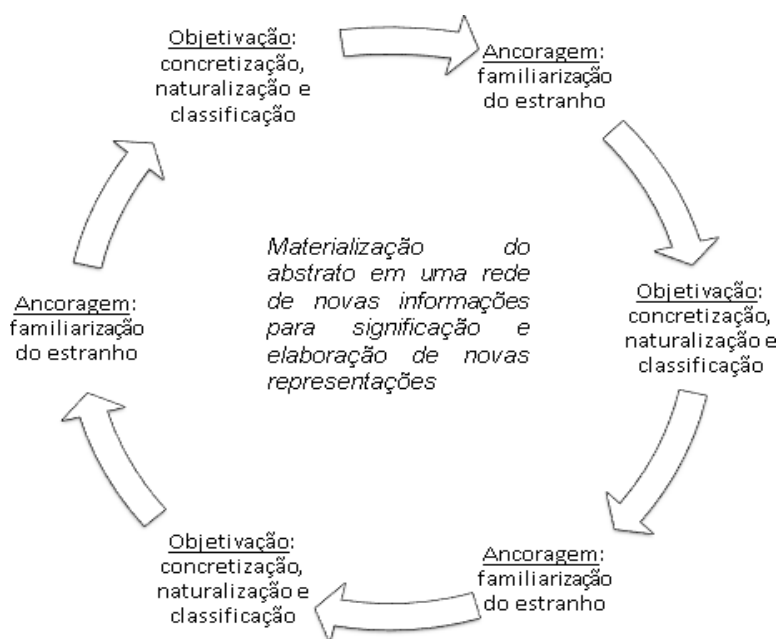 Objetivação:
concretização,
naturalização e
classificação
Ancoragem:
familiarização
do estranho
Objetivação:
concretização,
naturalização e
classificação
Ancoragem:
familiarização
do estranho
Objetivação:
concretização,
naturalização e
classificação
Ancoragem:
familiarização
do estranho
Materialização do
abstrato em uma rede
de novas informações
para significação e
elaboração de novas
representações